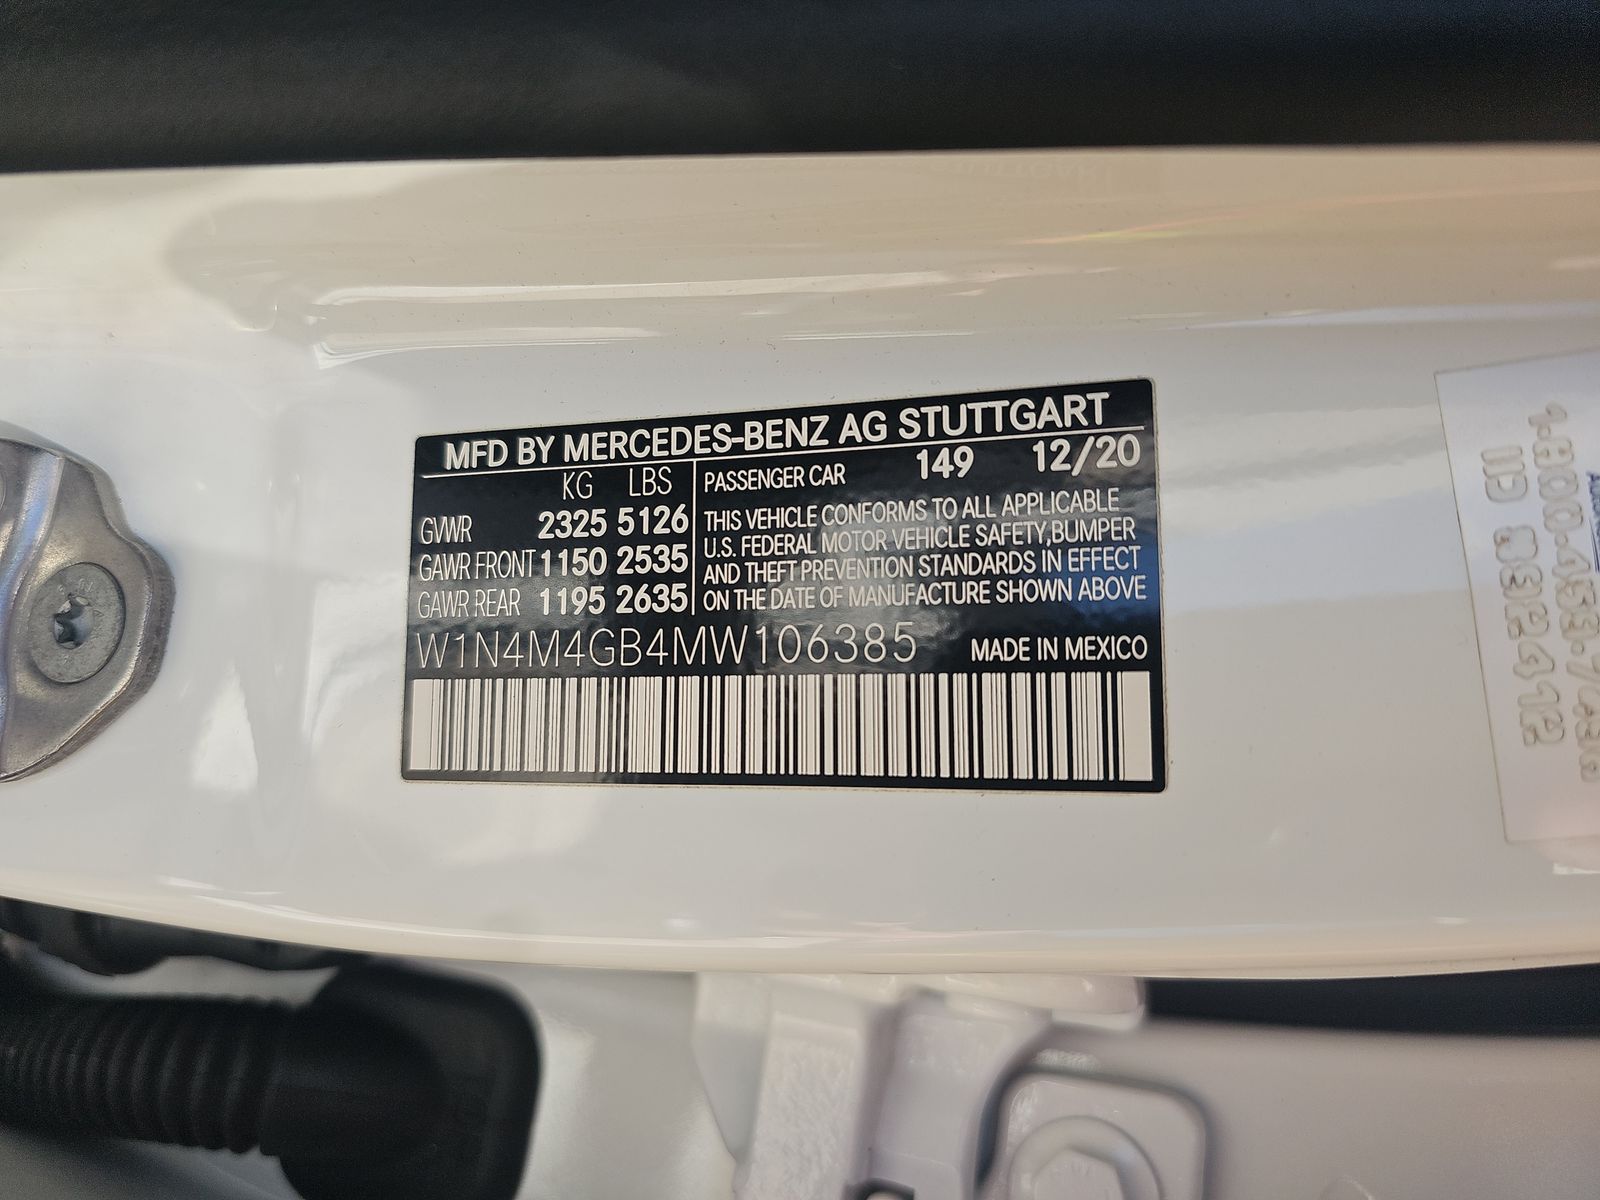 MFD BY MERCEDES-BENZ AG STUTTGART
KG LBS
GVWR 2325 5126
GAWR FRONT 1150 2535
GAWR REAR 1195 2635
PASSENGER CAR 149 12/20
THIS VEHICLE CONFORMS TO ALL APPLICABLE
U.S. FEDERAL MOTOR VEHICLE SAFETY,BUMPER
AND THEFT PREVENTION STANDARDS IN EFFECT
ON THE DATE OF MANUFACTURE SHOWN ABOVE
W1N4M4GB4MW106385 MADE IN MEXICO